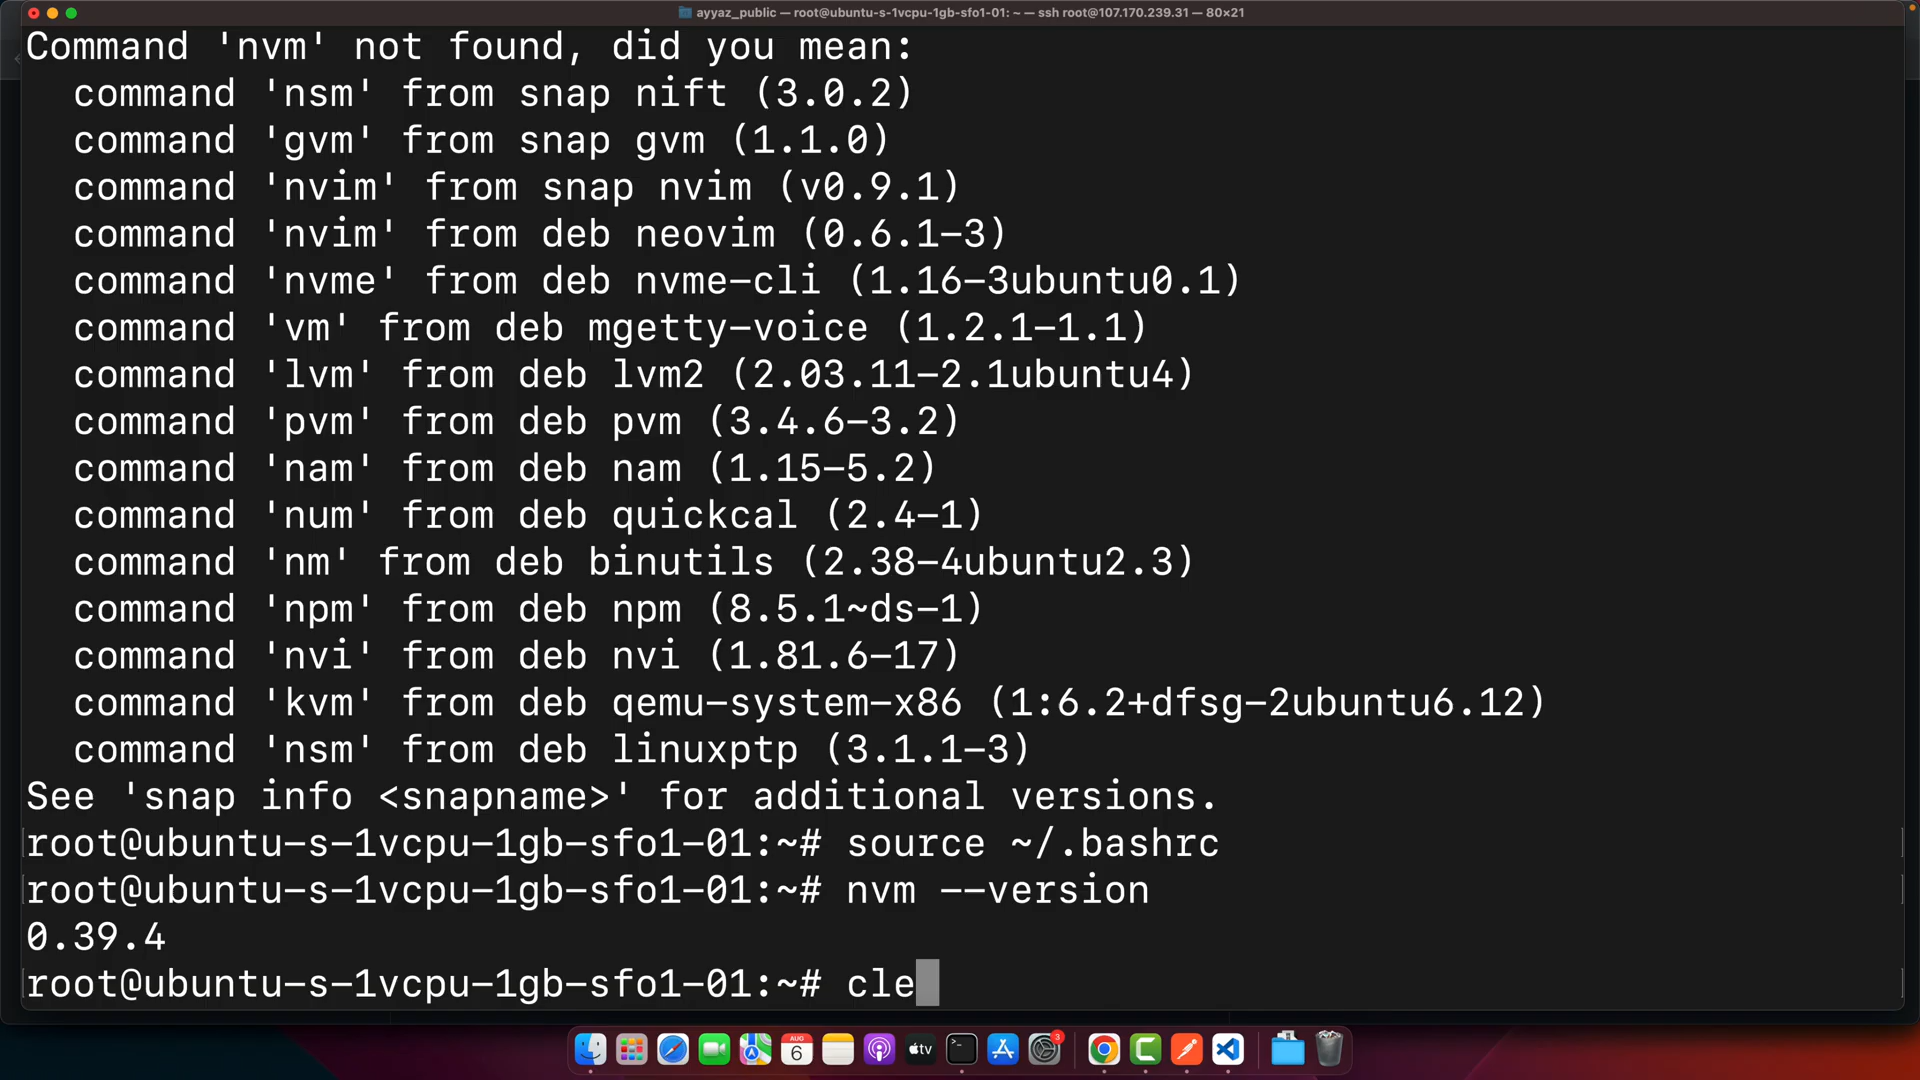 ayyaz_public — root@ubuntu-s-1vcpu-1gb-sfo1-01: ~ — ssh root@107.170.239.31 — 80×21
Command 'nvm' not found, did you mean:
  command 'nsm' from snap nift (3.0.2)
  command 'gvm' from snap gvm (1.1.0)
  command 'nvim' from snap nvim (v0.9.1)
  command 'nvim' from deb neovim (0.6.1-3)
  command 'nvme' from deb nvme-cli (1.16-3ubuntu0.1)
  command 'vm' from deb mgetty-voice (1.2.1-1.1)
  command 'lvm' from deb lvm2 (2.03.11-2.1ubuntu4)
  command 'pvm' from deb pvm (3.4.6-3.2)
  command 'nam' from deb nam (1.15-5.2)
  command 'num' from deb quickcal (2.4-1)
  command 'nm' from deb binutils (2.38-4ubuntu2.3)
  command 'npm' from deb npm (8.5.1~ds-1)
  command 'nvi' from deb nvi (1.81.6-17)
  command 'kvm' from deb qemu-system-x86 (1:6.2+dfsg-2ubuntu6.12)
  command 'nsm' from deb linuxptp (3.1.1-3)
See 'snap info <snapname>' for additional versions.
root@ubuntu-s-1vcpu-1gb-sfo1-01:~# source ~/.bashrc
root@ubuntu-s-1vcpu-1gb-sfo1-01:~# nvm --version
0.39.4
root@ubuntu-s-1vcpu-1gb-sfo1-01:~# cle
AUG
6
tv
>_
3